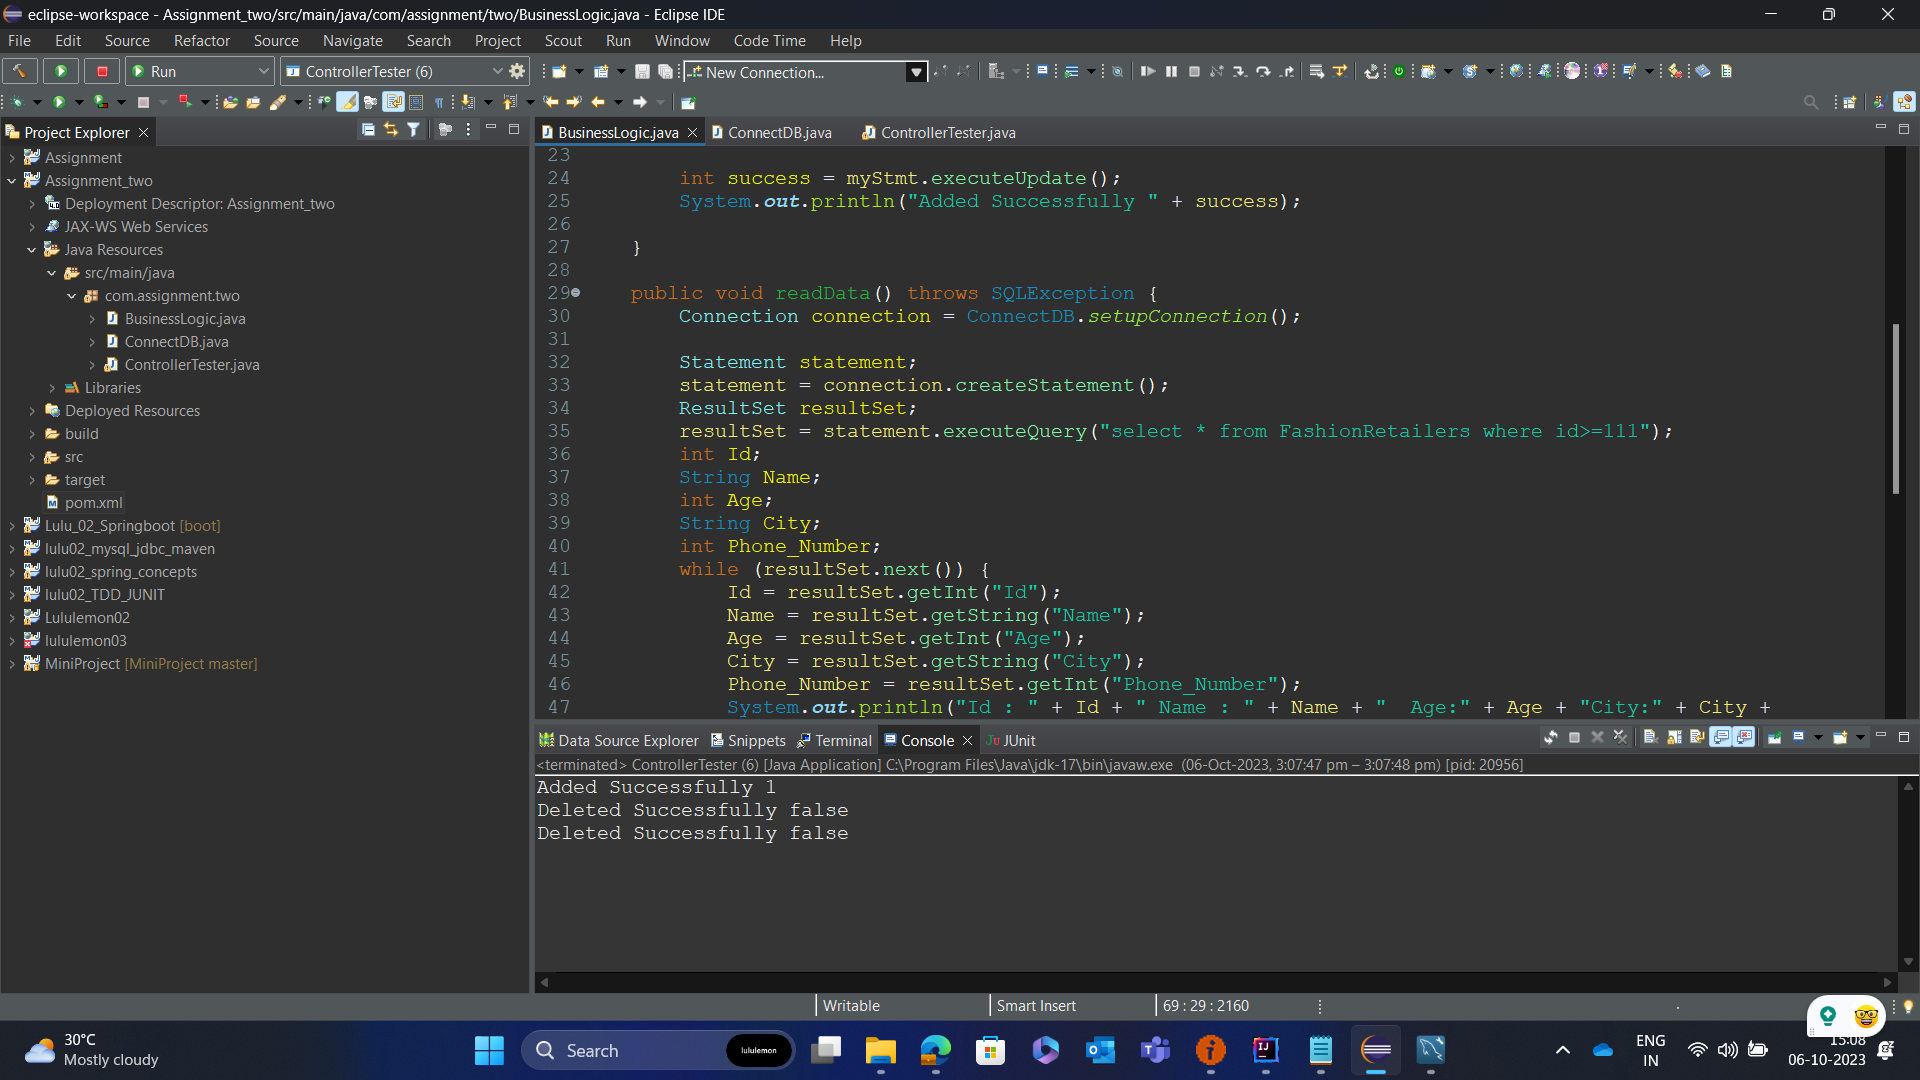 eclipse-workspace - Assignment_two/src/main/java/com/assignment/two/BusinessLogic.java - Eclipse IDE
File Edit Source Refactor Source Navigate Search Project Scout Run Window Code Time Help
Run ControllerTester (6) New Connection...
Project Explorer
Assignment
Assignment_two
Deployment Descriptor: Assignment_two
JAX-WS Web Services
Java Resources
src/main/java
com.assignment.two
BusinessLogic.java
ConnectDB.java
ControllerTester.java
Libraries
Deployed Resources
build
src
target
pom.xml
Lulu_02_Springboot [boot]
lulu02_mysql_jdbc_maven
lulu02_spring_concepts
lulu02_TDD_JUNIT
Lululemon02
lululemon03
MiniProject [MiniProject master]
BusinessLogic.java ConnectDB.java ControllerTester.java
23
24 int success = myStmt.executeUpdate();
25 System.out.println("Added Successfully " + success);
26
27 }
28
29 public void readData() throws SQLException {
30 Connection connection = ConnectDB.setupConnection();
31
32 Statement statement;
33 statement = connection.createStatement();
34 ResultSet resultSet;
35 resultSet = statement.executeQuery("select * from FashionRetailers where id>=111");
36 int Id;
37 String Name;
38 int Age;
39 String City;
40 int Phone_Number;
41 while (resultSet.next()) {
42 Id = resultSet.getInt("Id");
43 Name = resultSet.getString("Name");
44 Age = resultSet.getInt("Age");
45 City = resultSet.getString("City");
46 Phone_Number = resultSet.getInt("Phone_Number");
47 System.out.println("Id : " + Id + " Name : " + Name + "  Age:" + Age + "City:" + City +
Data Source Explorer Snippets Terminal Console JUnit
<terminated> ControllerTester (6) [Java Application] C:\Program Files\Java\jdk-17\bin\javaw.exe (06-Oct-2023, 3:07:47 pm – 3:07:48 pm) [pid: 20956]
Added Successfully 1
Deleted Successfully false
Deleted Successfully false
Writable Smart Insert 69 : 29 : 2160
30°C
Mostly cloudy
Search lululemon
ENG
IN
15:08
06-10-2023